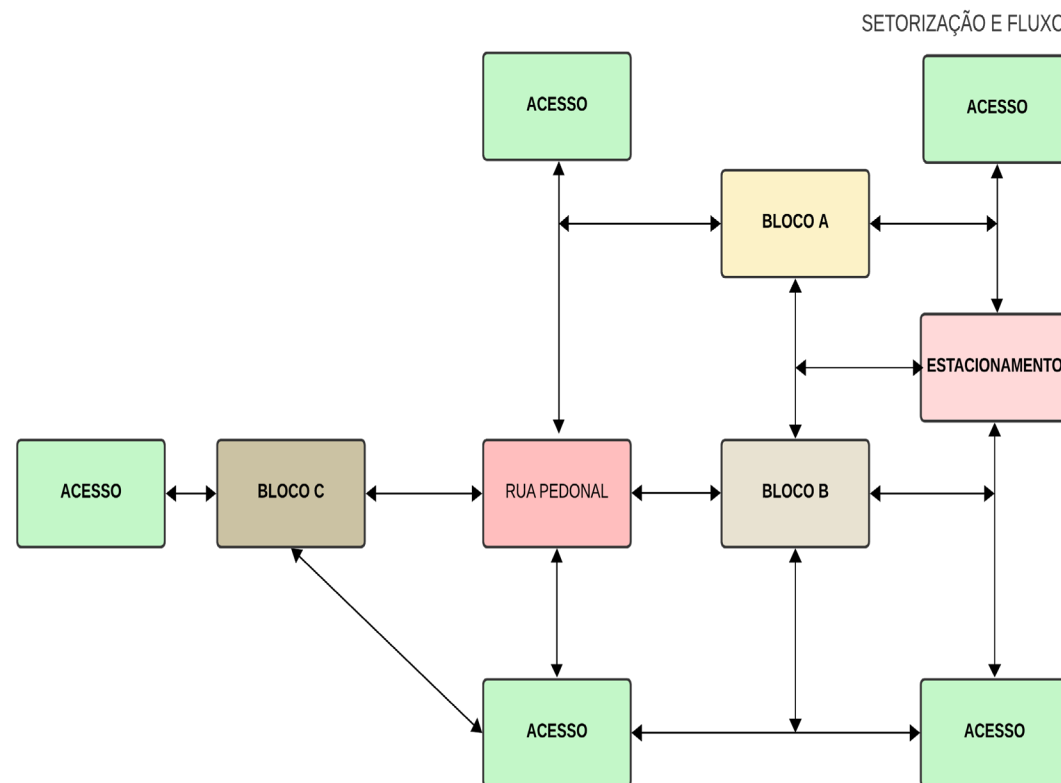 SETORIZAÇÃO E FLUXO
ACESSO
ACESSO
BLOCO A
ESTACIONAMENTO
ACESSO
BLOCO C
RUA PEDONAL
BLOCO B
ACESSO
ACESSO